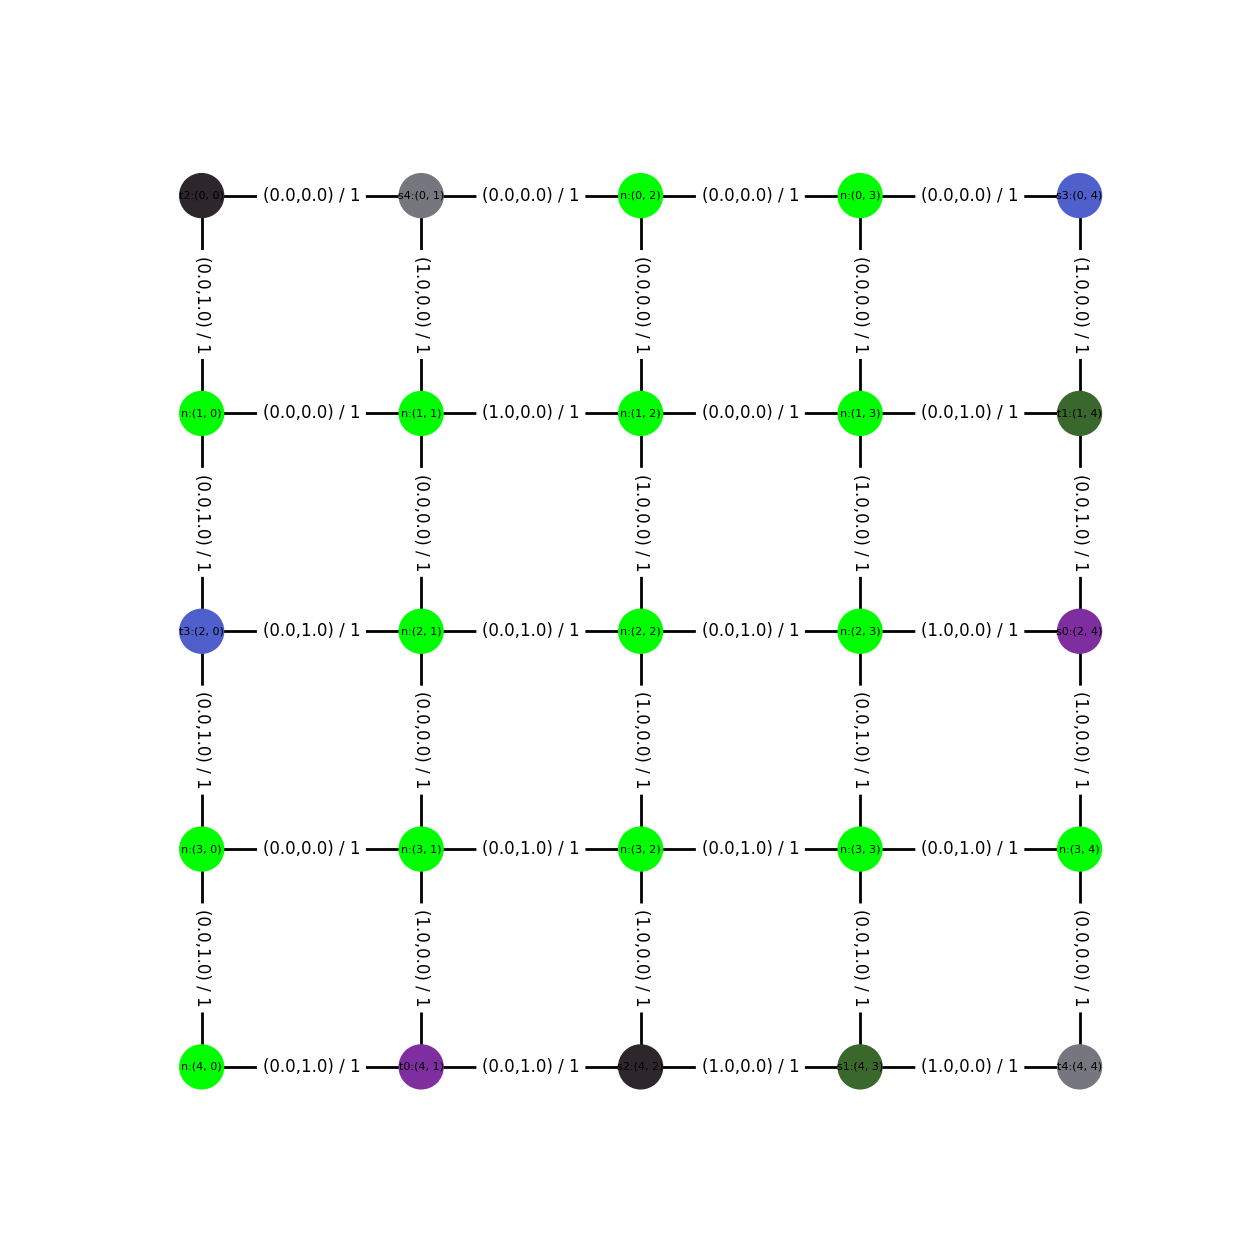 t2:(0, 0) (0.0,0.0) / 1 s4:(0, 1) (0.0,0.0) / 1 n:(0, 2) (0.0,0.0) / 1 n:(0, 3) (0.0,0.0) / 1 s3:(0, 4)
(0.0,1.0) / 1 (1.0,0.0) / 1 (0.0,0.0) / 1 (0.0,0.0) / 1 (1.0,0.0) / 1
n:(1, 0) (0.0,0.0) / 1 n:(1, 1) (1.0,0.0) / 1 n:(1, 2) (0.0,0.0) / 1 n:(1, 3) (0.0,1.0) / 1 t1:(1, 4)
(0.0,1.0) / 1 (0.0,0.0) / 1 (1.0,0.0) / 1 (1.0,0.0) / 1 (0.0,1.0) / 1
t3:(2, 0) (0.0,1.0) / 1 n:(2, 1) (0.0,1.0) / 1 n:(2, 2) (0.0,1.0) / 1 n:(2, 3) (1.0,0.0) / 1 s0:(2, 4)
(0.0,1.0) / 1 (0.0,0.0) / 1 (1.0,0.0) / 1 (0.0,1.0) / 1 (1.0,0.0) / 1
n:(3, 0) (0.0,0.0) / 1 n:(3, 1) (0.0,1.0) / 1 n:(3, 2) (0.0,1.0) / 1 n:(3, 3) (0.0,1.0) / 1 n:(3, 4)
(0.0,1.0) / 1 (1.0,0.0) / 1 (1.0,0.0) / 1 (0.0,1.0) / 1 (0.0,0.0) / 1
n:(4, 0) (0.0,1.0) / 1 t0:(4, 1) (0.0,1.0) / 1 s2:(4, 2) (1.0,0.0) / 1 s1:(4, 3) (1.0,0.0) / 1 t4:(4, 4)